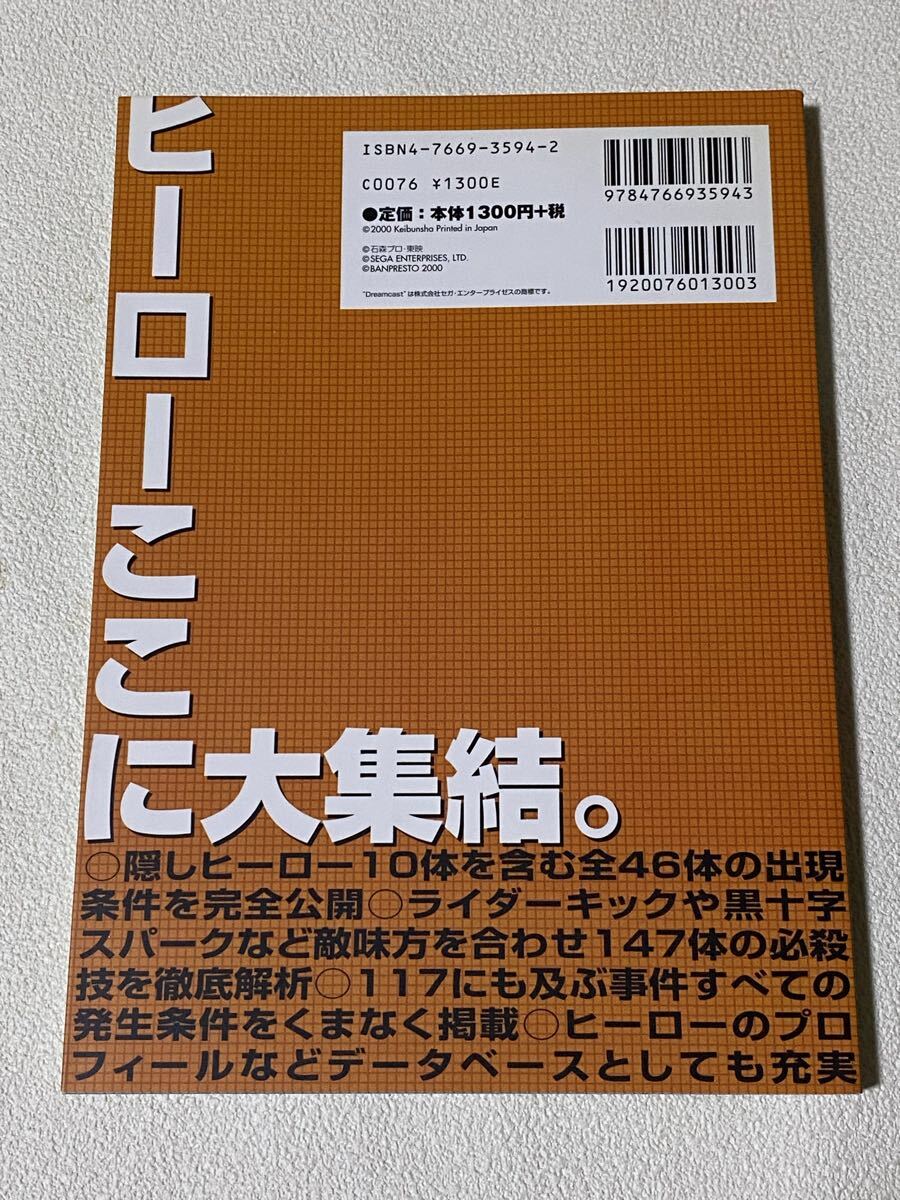 ISBN4-7669-3594-2
C0076 ¥1300E
●定価：本体1300円+税
©2000 Keibunsha Printed in Japan
©石森プロ・東映
©SEGA ENTERPRISES, LTD.
©BANPRESTO 2000
"Dreamcast"は株式会社セガ・エンタープライゼスの商標です。
9784766935943
1920076013003
ヒーローここに大集結。
○隠しヒーロー10体を含む全46体の出現
条件を完全公開○ライダーキックや黒十字
スパークなど敵味方を合わせ147体の必殺
技を徹底解析○117にも及ぶ事件すべての
発生条件をくまなく掲載○ヒーローのプロ
フィールなどデータベースとしても充実